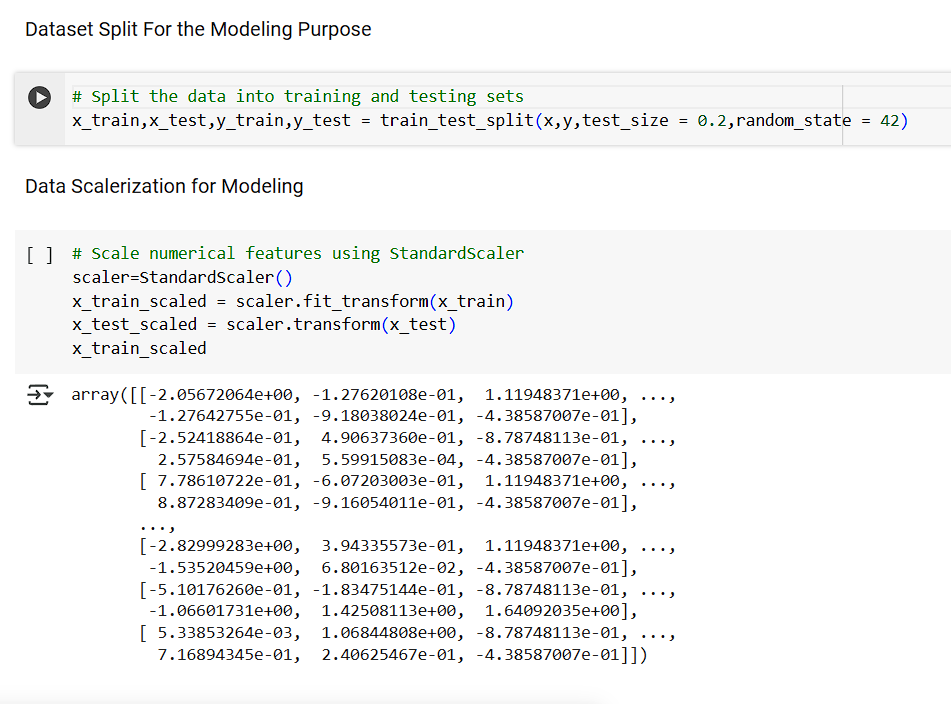 Dataset Split For the Modeling Purpose
# Split the data into training and testing sets
x_train,x_test,y_train,y_test = train_test_split(x,y,test_size = 0.2,random_state = 42)
Data Scalerization for Modeling
[ ] # Scale numerical features using StandardScaler
scaler=StandardScaler()
x_train_scaled = scaler.fit_transform(x_train)
x_test_scaled = scaler.transform(x_test)
x_train_scaled
array([[-2.05672064e+00, -1.27620108e-01,  1.11948371e+00, ...,
        -1.27642755e-01, -9.18038024e-01, -4.38587007e-01],
       [-2.52418864e-01,  4.90637360e-01, -8.78748113e-01, ...,
         2.57584694e-01,  5.59915083e-04, -4.38587007e-01],
       [ 7.78610722e-01, -6.07203003e-01,  1.11948371e+00, ...,
         8.87283409e-01, -9.16054011e-01, -4.38587007e-01],
       ...,
       [-2.82999283e+00,  3.94335573e-01,  1.11948371e+00, ...,
        -1.53520459e+00,  6.80163512e-02, -4.38587007e-01],
       [-5.10176260e-01, -1.83475144e-01, -8.78748113e-01, ...,
        -1.06601731e+00,  1.42508113e+00,  1.64092035e+00],
       [ 5.33853264e-03,  1.06844808e+00, -8.78748113e-01, ...,
         7.16894345e-01,  2.40625467e-01, -4.38587007e-01]])